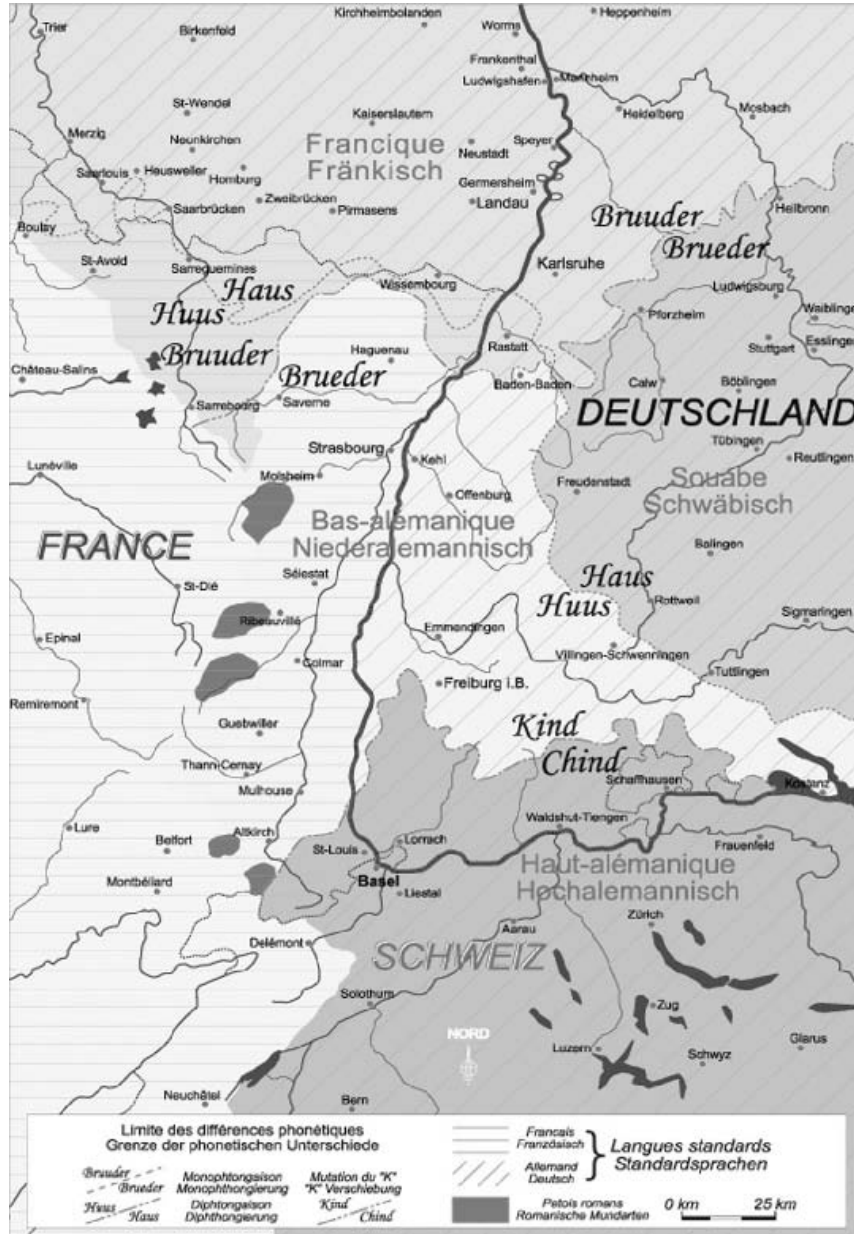 Kirchheimbolanden
Heppenheim
Worms
Trier
Birkenfeld
Frankenthal
Ludwigshafen
Mannheim
St-Wendel
Kaiserslautern
Heidelberg
Mosbach
Merzig
Neunkirchen
Francique
Fränkisch
Speyer
Neustadt
Saarlouis
Heusweiler
Homburg
Zweibrücken
Germersheim
Landau
Saarbrücken
Pirmasens
Bruuder
Brueder
Heilbronn
St-Avold
Sarreguemines
Wissembourg
Karlsruhe
Haus
Huus
Bruuder
Brueder
Ludwigsburg
Pforzheim
Rastatt
Stuttgart
Haguenau
Château-Salins
Baden-Baden
Calw
Böblingen
Sarrebourg
Saverne
DEUTSCHLAND
Strasbourg
Kehl
Tübingen
Reutlingen
Lunéville
Molsheim
Offenburg
Freudenstadt
Souabe
Schwäbisch
Bas-alémanique
Niederalemannisch
FRANCE
Balingen
St-Dié
Haus
Huus
Rottweil
Sigmaringen
Ribeauvillé
Epinal
Emmendingen
Villingen-Schwenningen
Colmar
Tuttlingen
Remiremont
Freiburg i.B.
Guebwiller
Kind
Chind
Thann-Cernay
Schaffhausen
Mulhouse
Waldshut-Tiengen
Lure
Belfort
Altkirch
St-Louis
Lorrach
Frauenfeld
Montbéliard
Basel
Liestal
Haut-alémanique
Hochalemannisch
Zürich
Delémont
Aarau
SCHWEIZ
Solothurn
Zug
NORD
Luzern
Glarus
Schwyz
Neuchâtel
Bern
Limite des différences phonétiques
Grenze der phonetischen Unterschiede
Bruuder
Brueder
Monophtongaison
Monophthongierung
Mutation du "K"
"K" Verschiebung
Huus
Haus
Diphtongaison
Diphthongierung
Kind
Chind
Francais
Französisch
Allemand
Deutsch
Langues standards
Standardsprachen
Patois romans
Romanische Mundarten
0 km 25 km